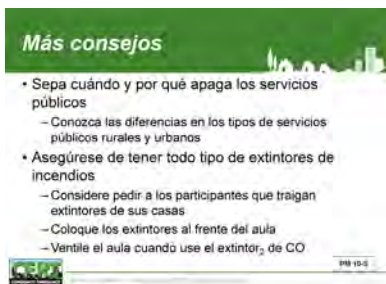 Más consejos
• Sepa cuándo y por qué apaga los servicios
públicos
– Conozca las diferencias en los tipos de servicios
públicos rurales y urbanos
• Asegúrese de tener todo tipo de extintores de
incendios
– Considere pedir a los participantes que traigan
extintores de sus casas
– Coloque los extintores al frente del aula
– Ventile el aula cuando use el extintor₂ de CO